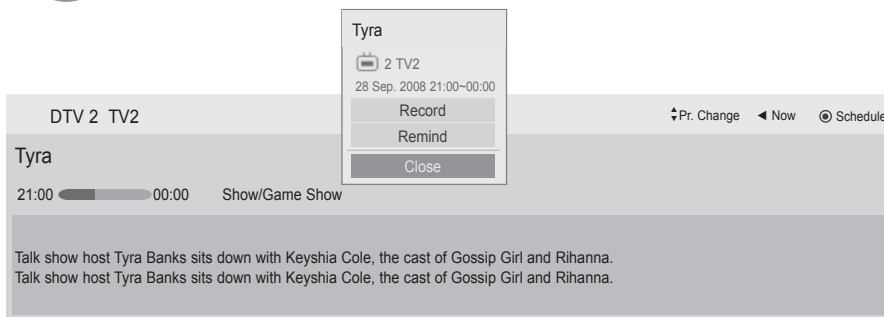 Tyra
2 TV2
28 Sep. 2008 21:00~00:00
Record
Remind
Close
DTV 2 TV2
Pr. Change
Now
Schedule
Tyra
21:00 00:00 Show/Game Show
Talk show host Tyra Banks sits down with Keyshia Cole, the cast of Gossip Girl and Rihanna.
Talk show host Tyra Banks sits down with Keyshia Cole, the cast of Gossip Girl and Rihanna.